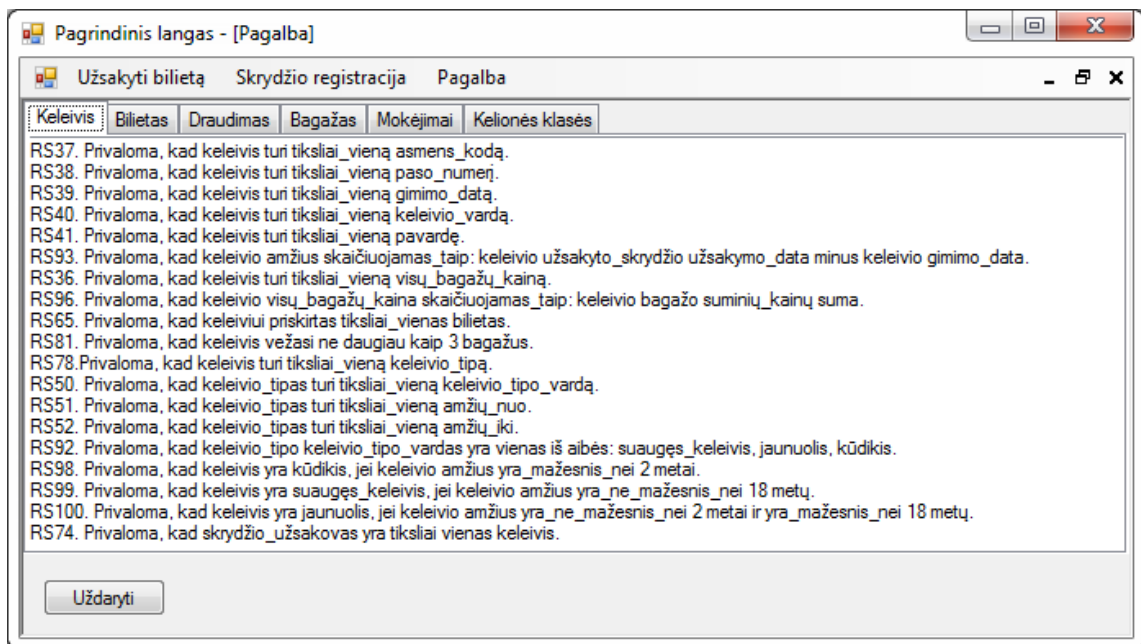 Pagrindinis langas - [Pagalba]
Užsakyti bilietą Skrydžio registracija Pagalba
Keleivis Bilietas Draudimas Bagažas Mokėjimai Kelionės klasės
RS37. Privaloma, kad keleivis turi tiksliai_vieną asmens_kodą.
RS38. Privaloma, kad keleivis turi tiksliai_vieną paso_numerį.
RS39. Privaloma, kad keleivis turi tiksliai_vieną gimimo_datą.
RS40. Privaloma, kad keleivis turi tiksliai_vieną keleivio_vardą.
RS41. Privaloma, kad keleivis turi tiksliai_vieną pavardę.
RS93. Privaloma, kad keleivio amžius skaičiuojamas_taip: keleivio užsakyto_skrydžio užsakymo_data minus keleivio gimimo_data.
RS36. Privaloma, kad keleivis turi tiksliai_vieną visų_bagažų_kainą.
RS96. Privaloma, kad keleivio visų_bagažų_kaina skaičiuojamas_taip: keleivio bagažo suminių_kainų suma.
RS65. Privaloma, kad keleiviui priskirtas tiksliai_vienas bilietas.
RS81. Privaloma, kad keleivis vežasi ne daugiau kaip 3 bagažus.
RS78.Privaloma, kad keleivis turi tiksliai_vieną keleivio_tipą.
RS50. Privaloma, kad keleivio_tipas turi tiksliai_vieną keleivio_tipo_vardą.
RS51. Privaloma, kad keleivio_tipas turi tiksliai_vieną amžių_nuo.
RS52. Privaloma, kad keleivio_tipas turi tiksliai_vieną amžių_iki.
RS92. Privaloma, kad keleivio_tipo keleivio_tipo_vardas yra vienas iš aibės: suaugęs_keleivis, jaunuolis, kūdikis.
RS98. Privaloma, kad keleivis yra kūdikis, jei keleivio amžius yra_mažesnis_nei 2 metai.
RS99. Privaloma, kad keleivis yra suaugęs_keleivis, jei keleivio amžius yra_ne_mažesnis_nei 18 metų.
RS100. Privaloma, kad keleivis yra jaunuolis, jei keleivio amžius yra_ne_mažesnis_nei 2 metai ir yra_mažesnis_nei 18 metų.
RS74. Privaloma, kad skrydžio_užsakovas yra tiksliai vienas keleivis.
Uždaryti